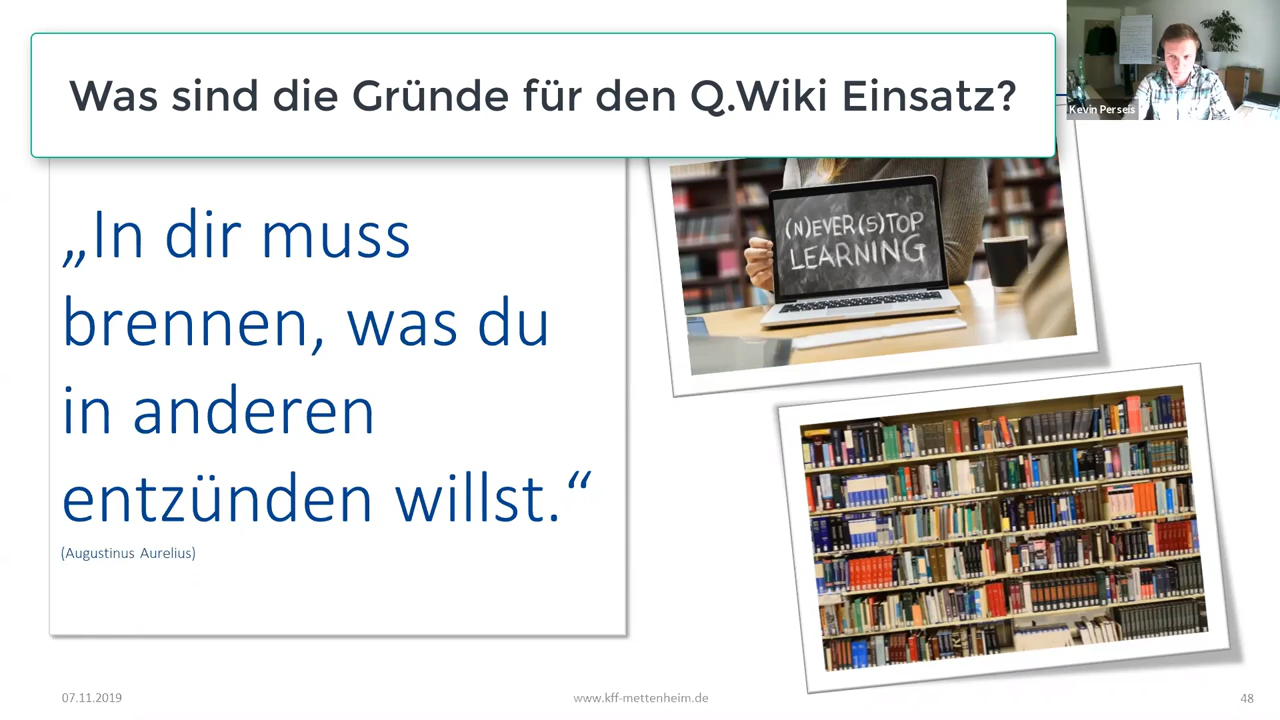 Was sind die Gründe für den Q.Wiki Einsatz?
Kevin Perseis
„In dir muss
brennen, was du
in anderen
entzünden willst.“
(Augustinus Aurelius)
(N)EVER (S)TOP
LEARNING
07.11.2019
www.kff-mettenheim.de
48